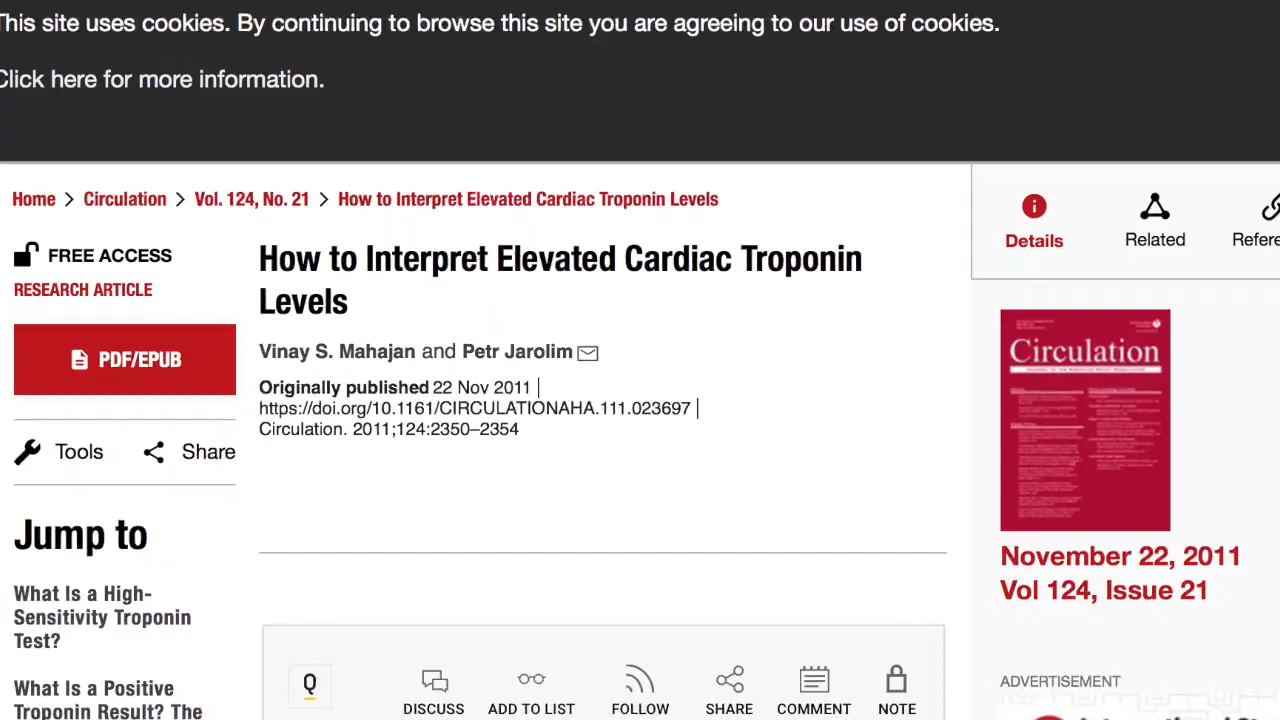 This site uses cookies. By continuing to browse this site you are agreeing to our use of cookies.
Click here for more information.
Home > Circulation > Vol. 124, No. 21 > How to Interpret Elevated Cardiac Troponin Levels
Details
Related
Refere
FREE ACCESS
RESEARCH ARTICLE
PDF/EPUB
Tools
Share
Jump to
What Is a High-
Sensitivity Troponin
Test?
What Is a Positive
Troponin Result? The
How to Interpret Elevated Cardiac Troponin
Levels
Vinay S. Mahajan and Petr Jarolim
Originally published 22 Nov 2011 |
https://doi.org/10.1161/CIRCULATIONAHA.111.023697 |
Circulation. 2011;124:2350–2354
Q
DISCUSS
ADD TO LIST
FOLLOW
SHARE
COMMENT
NOTE
Circulation
November 22, 2011
Vol 124, Issue 21
ADVERTISEMENT